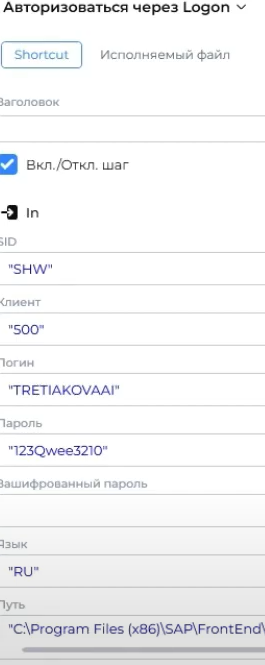 Авторизоваться через Logon
Shortcut Исполняемый файл
Заголовок
Вкл./Откл. шаг
In
SID
"SHW"
Клиент
"500"
Логин
"TRETIAKOVAAI"
Пароль
"123Qwee3210"
Зашифрованный пароль
Язык
"RU"
Путь
"C:\Program Files (x86)\SAP\FrontEnd\